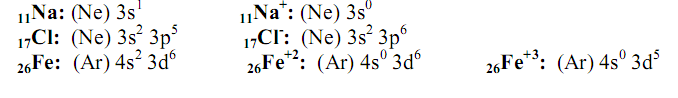 ₁₁Na: (Ne) 3s¹ ₁₁Na⁺: (Ne) 3s⁰
₁₇Cl: (Ne) 3s² 3p⁵ ₁₇Cl⁻: (Ne) 3s² 3p⁶
₂₆Fe: (Ar) 4s² 3d⁶ ₂₆Fe⁺²: (Ar) 4s⁰ 3d⁶ ₂₆Fe⁺³: (Ar) 4s⁰ 3d⁵